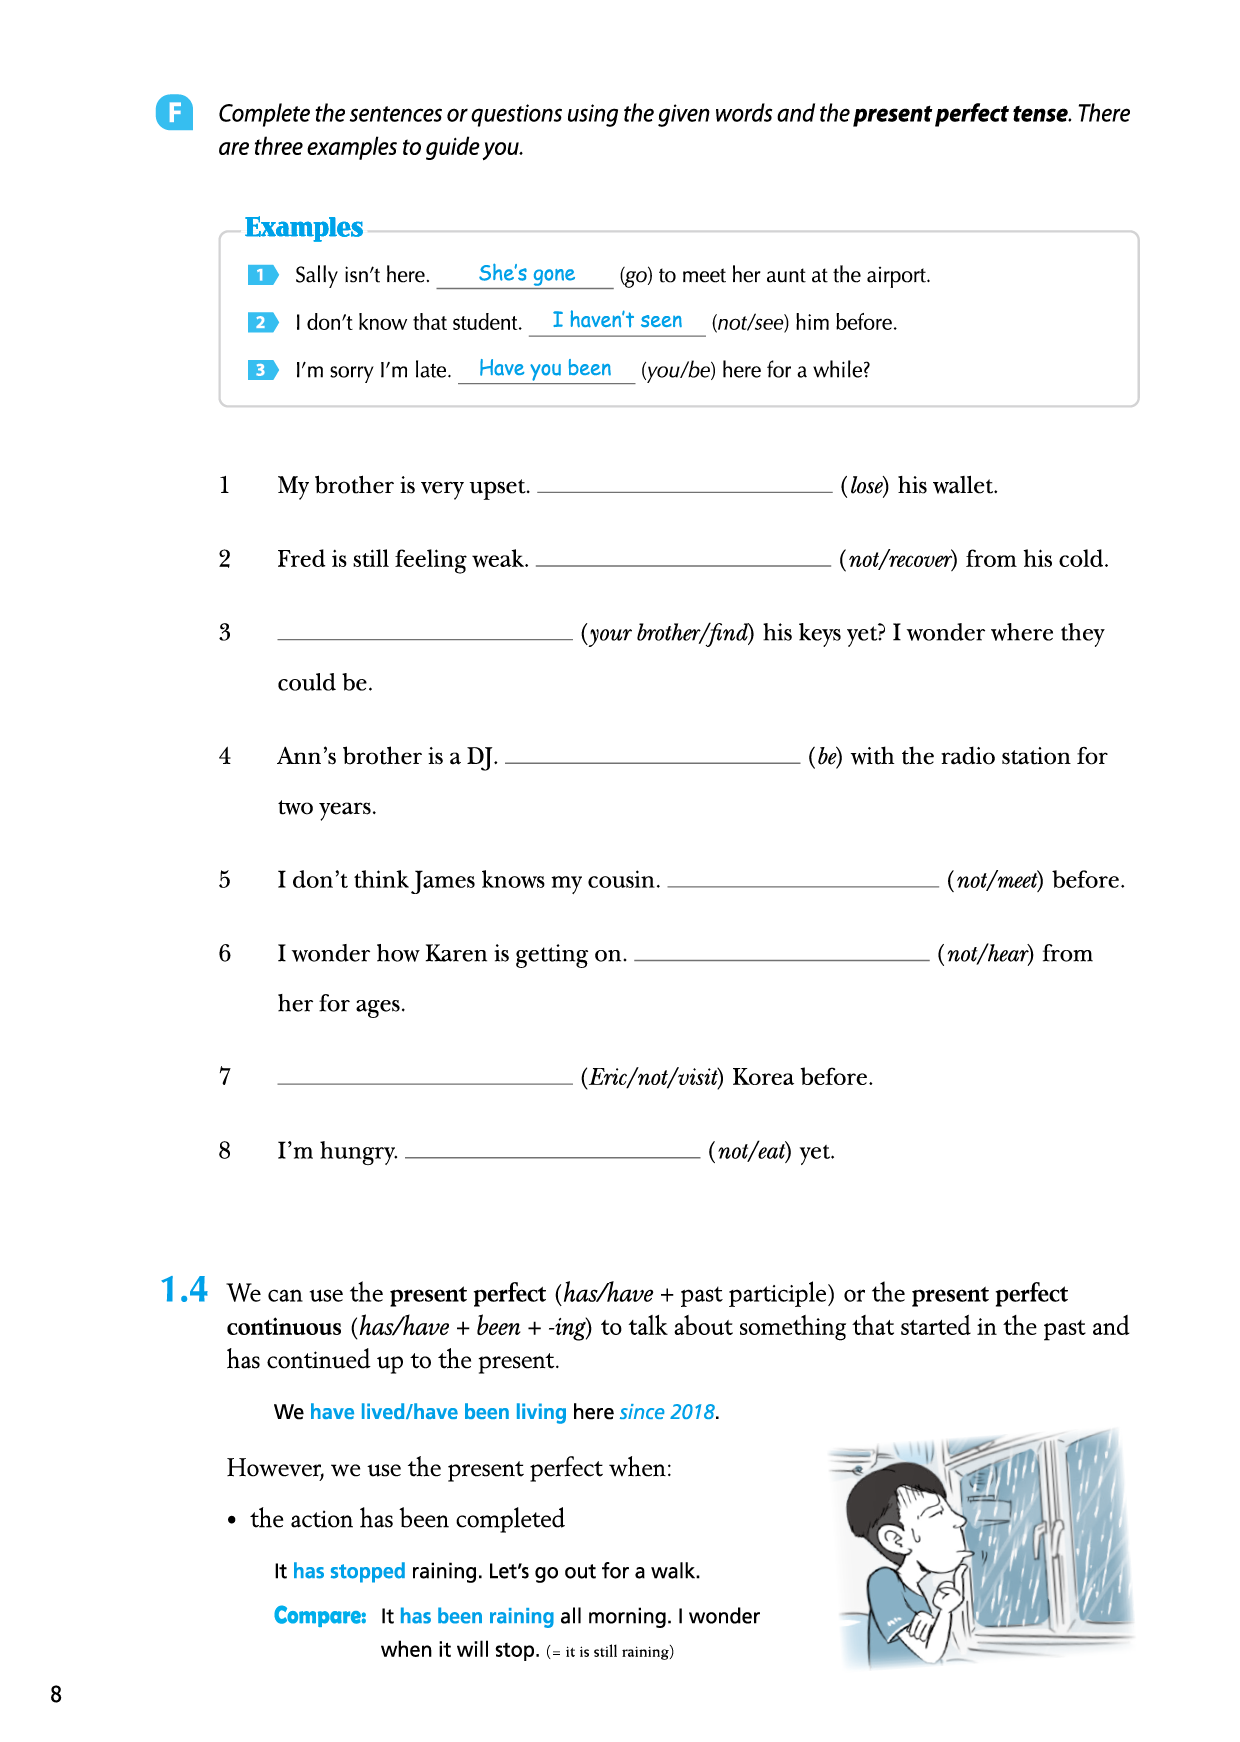 F Complete the sentences or questions using the given words and the present perfect tense. There
are three examples to guide you.
Examples
1 Sally isn't here. She's gone (go) to meet her aunt at the airport.
2 I don't know that student. I haven't seen (not/see) him before.
3 I'm sorry I'm late. Have you been (you/be) here for a while?
1 My brother is very upset. ____ (lose) his wallet.
2 Fred is still feeling weak. ____ (not/recover) from his cold.
3 ____ (your brother/find) his keys yet? I wonder where they
could be.
4 Ann's brother is a DJ. ____ (be) with the radio station for
two years.
5 I don't think James knows my cousin. ____ (not/meet) before.
6 I wonder how Karen is getting on. ____ (not/hear) from
her for ages.
7 ____ (Eric/not/visit) Korea before.
8 I'm hungry. ____ (not/eat) yet.
1.4 We can use the present perfect (has/have + past participle) or the present perfect
continuous (has/have + been + -ing) to talk about something that started in the past and
has continued up to the present.
We have lived/have been living here since 2018.
However, we use the present perfect when:
• the action has been completed
It has stopped raining. Let's go out for a walk.
Compare: It has been raining all morning. I wonder
when it will stop. (= it is still raining)
8